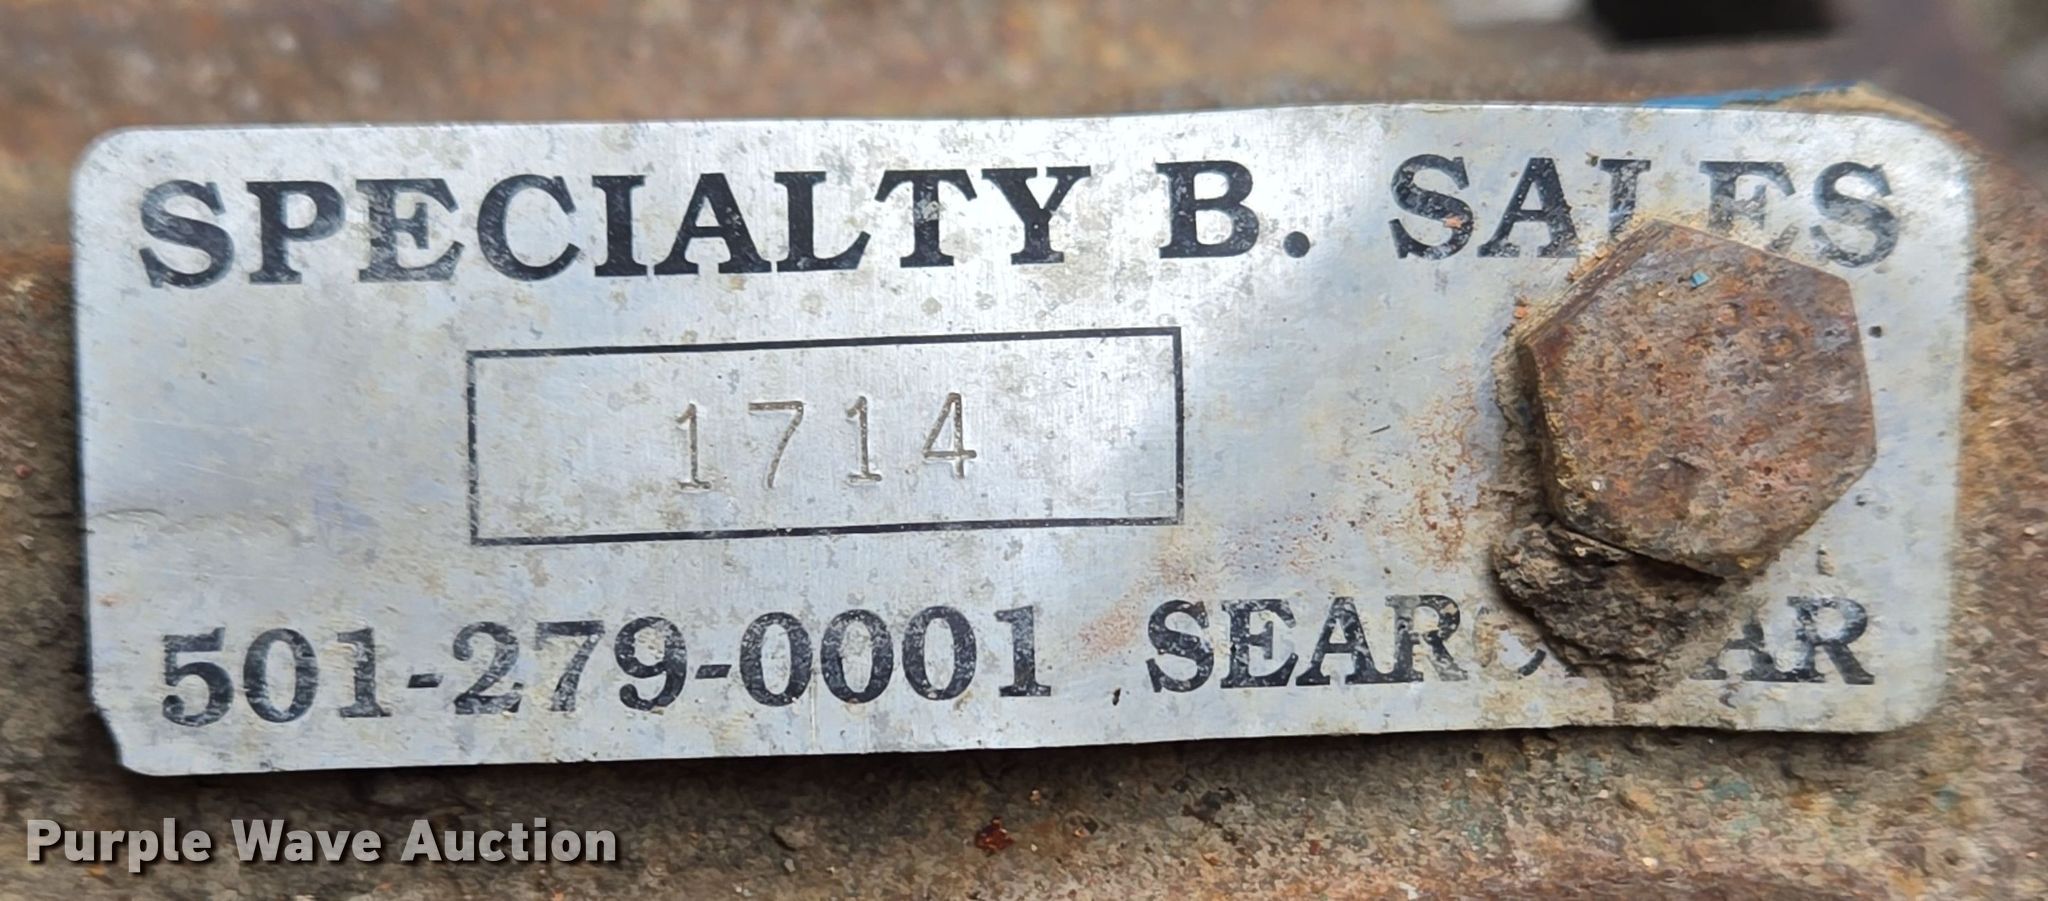 SPECIALTY B. SALES
1714
501-279-0001
Purple Wave Auction